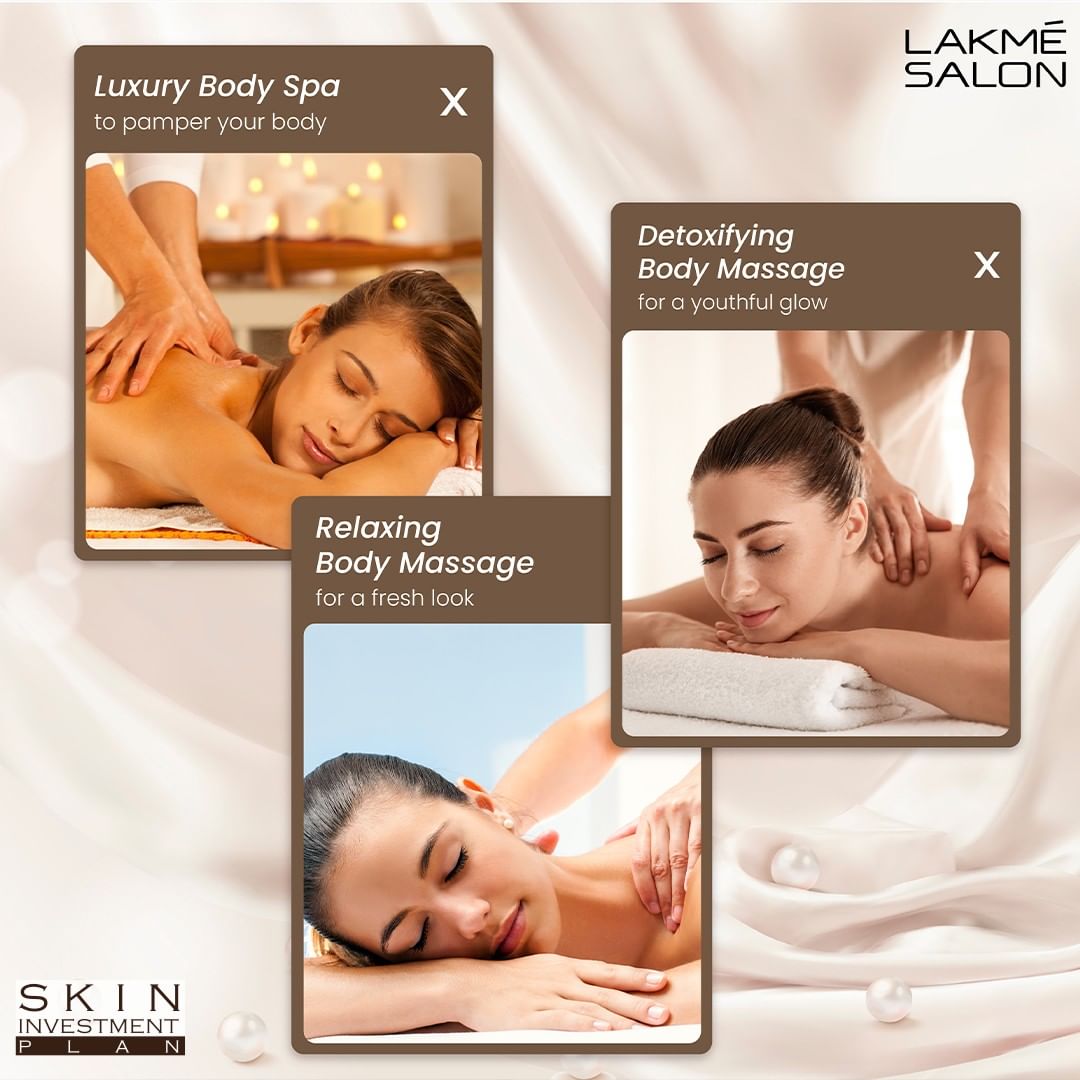 LAKMÉ
SALON
Luxury Body Spa
to pamper your body
X
Detoxifying
Body Massage
for a youthful glow
X
Relaxing
Body Massage
for a fresh look
SKIN
INVESTMENT
PLAN